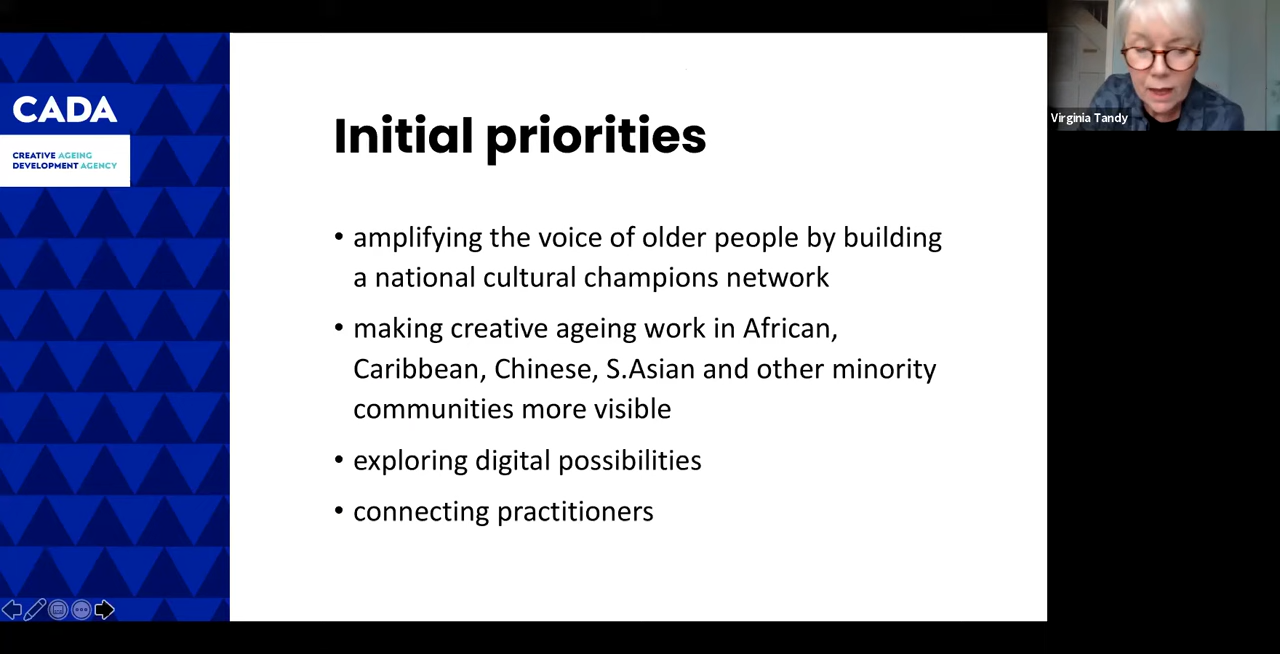 CADA
CREATIVE AGEING
DEVELOPMENT AGENCY
Initial priorities
• amplifying the voice of older people by building
a national cultural champions network
• making creative ageing work in African,
Caribbean, Chinese, S.Asian and other minority
communities more visible
• exploring digital possibilities
• connecting practitioners
Virginia Tandy